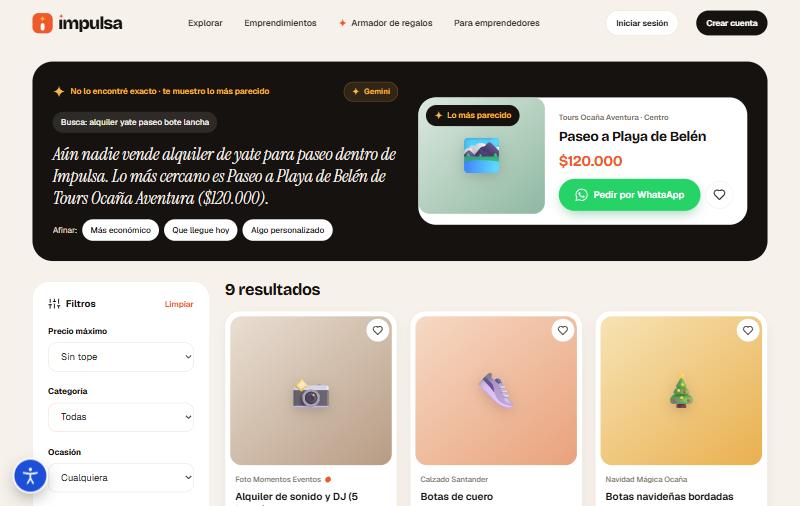 impulsa
Explorar
Emprendimientos
Armador de regalos
Para emprendedores
Iniciar sesión
Crear cuenta
No lo encontré exacto · te muestro lo más parecido
Gemini
Busca: alquiler yate paseo bote lancha
Aún nadie vende alquiler de yate para paseo dentro de
Impulsa. Lo más cercano es Paseo a Playa de Belén de
Tours Ocaña Aventura ($120.000).
Afinar:
Más económico
Que llegue hoy
Algo personalizado
Lo más parecido
Tours Ocaña Aventura · Centro
Paseo a Playa de Belén
$120.000
Pedir por WhatsApp
Filtros
Limpiar
Precio máximo
Sin tope
Categoría
Todas
Ocasión
Cualquiera
9 resultados
Foto Momentos Eventos
Alquiler de sonido y DJ (5
Calzado Santander
Botas de cuero
Navidad Mágica Ocaña
Botas navideñas bordadas